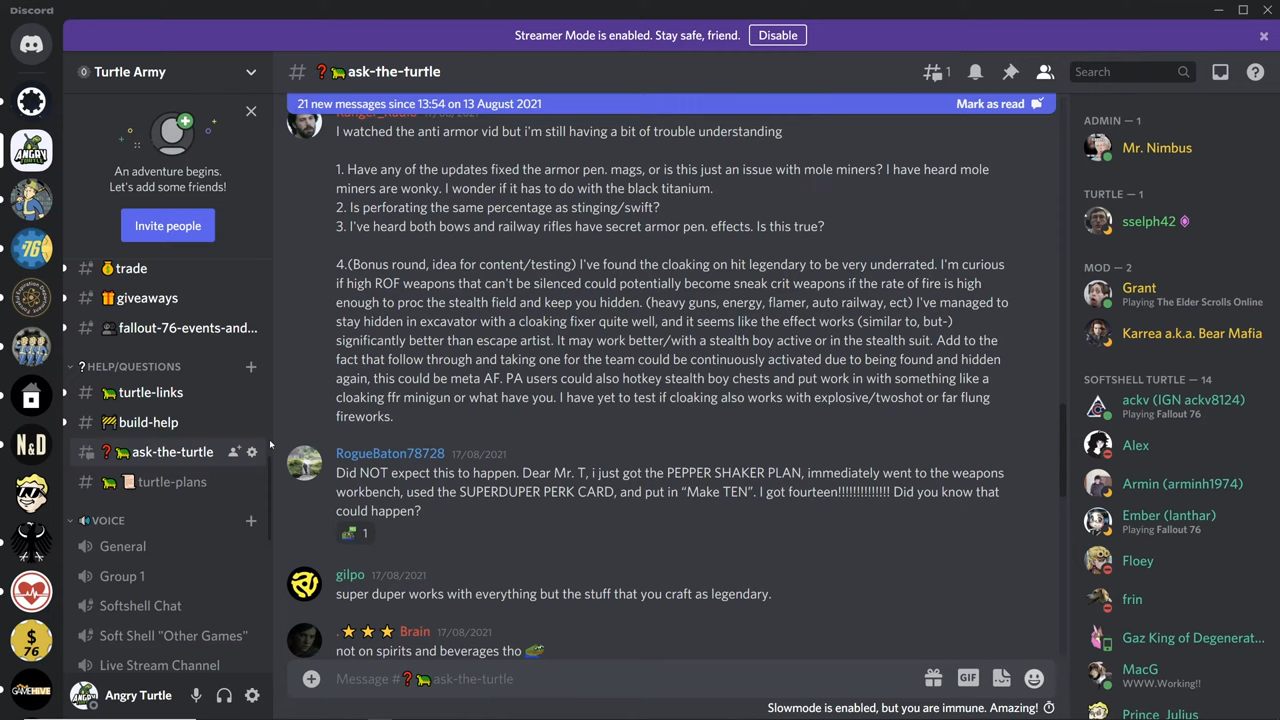 Discord
Streamer Mode is enabled. Stay safe, friend. Disable
Turtle Army
An adventure begins.
Let's add some friends!
Invite people
trade
giveaways
fallout-76-events-and...
HELP/QUESTIONS
turtle-links
build-help
ask-the-turtle
turtle-plans
VOICE
General
Group 1
Softshell Chat
Soft Shell "Other Games"
Live Stream Channel
Angry Turtle
ANGRY
TURTLE
76
N&D
$
76
GAMEHIVE
# ask-the-turtle
1
Search
21 new messages since 13:54 on 13 August 2021 Mark as read
Ranger_Radio 17/08/2021
I watched the anti armor vid but i'm still having a bit of trouble understanding
1. Have any of the updates fixed the armor pen. mags, or is this just an issue with mole miners? I have heard mole
miners are wonky. I wonder if it has to do with the black titanium.
2. Is perforating the same percentage as stinging/swift?
3. I've heard both bows and railway rifles have secret armor pen. effects. Is this true?
4.(Bonus round, idea for content/testing) I've found the cloaking on hit legendary to be very underrated. I'm curious
if high ROF weapons that can't be silenced could potentially become sneak crit weapons if the rate of fire is high
enough to proc the stealth field and keep you hidden. (heavy guns, energy, flamer, auto railway, ect) I've managed to
stay hidden in excavator with a cloaking fixer quite well, and it seems like the effect works (similar to, but-)
significantly better than escape artist. It may work better/with a stealth boy active or in the stealth suit. Add to the
fact that follow through and taking one for the team could be continuously activated due to being found and hidden
again, this could be meta AF. PA users could also hotkey stealth boy chests and put work in with something like a
cloaking ffr minigun or what have you. I have yet to test if cloaking also works with explosive/twoshot or far flung
fireworks.
RogueBaton78728 17/08/2021
Did NOT expect this to happen. Dear Mr. T, i just got the PEPPER SHAKER PLAN, immediately went to the weapons
workbench, used the SUPERDUPER PERK CARD, and put in “Make TEN”. I got fourteen!!!!!!!!!!!!! Did you know that
could happen?
1
gilpo 17/08/2021
super duper works with everything but the stuff that you craft as legendary.
.⭐⭐⭐ Brain 17/08/2021
not on spirits and beverages tho
Message #❓🐢ask-the-turtle
GIF
Slowmode is enabled, but you are immune. Amazing!
ADMIN — 1
Mr. Nimbus
TURTLE — 1
sselph42
MOD — 2
Grant
Playing The Elder Scrolls Online
Karrea a.k.a. Bear Mafia
SOFTSHELL TURTLE — 14
ackv (IGN ackv8124)
Playing Fallout 76
Alex
Armin (arminh1974)
Ember (lanthar)
Playing Fallout 76
Floey
frin
Gaz King of Degenerat...
MacG
WWW.Working!!
Prince_Julius